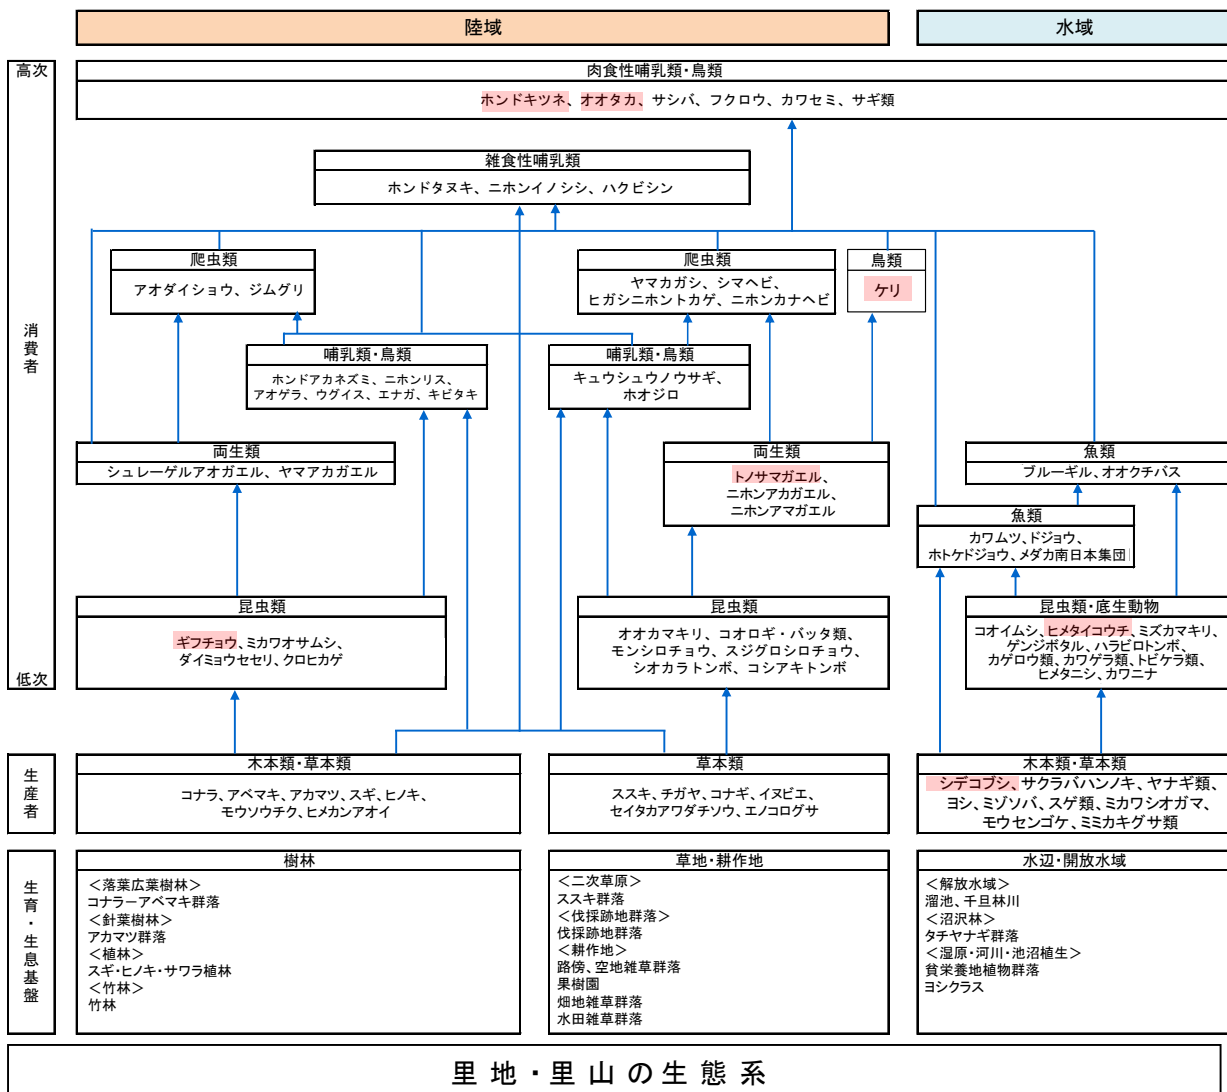 陸域
水域
高次
消費者
低次
肉食性哺乳類・鳥類
ホンドキツネ、オオタカ、サシバ、フクロウ、カワセミ、サギ類
雑食性哺乳類
ホンドタヌキ、ニホンイノシシ、ハクビシン
爬虫類
アオダイショウ、ジムグリ
爬虫類
ヤマカガシ、シマヘビ、
ヒガシニホントカゲ、ニホンカナヘビ
鳥類
ケリ
哺乳類・鳥類
ホンドアカネズミ、ニホンリス、
アオゲラ、ウグイス、エナガ、キビタキ
哺乳類・鳥類
キュウシュウノウサギ、
ホオジロ
両生類
シュレーゲルアオガエル、ヤマアカガエル
両生類
トノサマガエル、
ニホンアカガエル、
ニホンアマガエル
魚類
ブルーギル、オオクチバス
魚類
カワムツ、ドジョウ、
ホトケドジョウ、メダカ南日本集団
昆虫類
ギフチョウ、ミカワオサムシ、
ダイミョウセセリ、クロヒカゲ
昆虫類
オオカマキリ、コオロギ・バッタ類、
モンシロチョウ、スジグロシロチョウ、
シオカラトンボ、コシアキトンボ
昆虫類・底生動物
コオイムシ、ヒメタイコウチ、ミズカマキリ、
ゲンジボタル、ハラビロトンボ、
カゲロウ類、カワゲラ類、トビケラ類、
ヒメタニシ、カワニナ
生産者
木本類・草本類
コナラ、アベマキ、アカマツ、スギ、ヒノキ、
モウソウチク、ヒメカンアオイ
草本類
ススキ、チガヤ、コナギ、イヌビエ、
セイタカアワダチソウ、エノコログサ
木本類・草本類
シデコブシ、サクラバハンノキ、ヤナギ類、
ヨシ、ミゾソバ、スゲ類、ミカワシオガマ、
モウセンゴケ、ミミカキグサ類
生育・生息基盤
樹林
＜落葉広葉樹林＞
コナラーアベマキ群落
＜針葉樹林＞
アカマツ群落
＜植林＞
スギ・ヒノキ・サワラ植林
＜竹林＞
竹林
草地・耕作地
＜二次草原＞
ススキ群落
＜伐採跡地群落＞
伐採跡地群落
＜耕作地＞
路傍、空地雑草群落
果樹園
畑地雑草群落
水田雑草群落
水辺・開放水域
＜解放水域＞
溜池、千旦林川
＜沼沢林＞
タチヤナギ群落
＜湿原・河川・池沼植生＞
貧栄養地植物群落
ヨシクラス
里地・里山の生態系